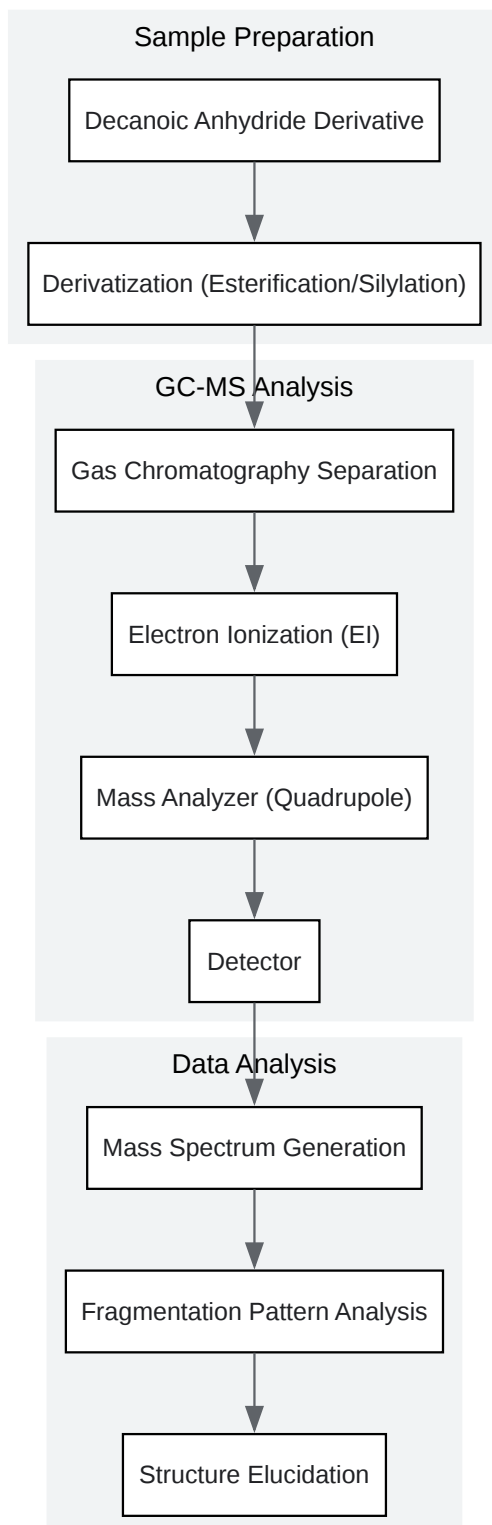 Sample Preparation
Decanoic Anhydride Derivative
Derivatization (Esterification/Silylation)
GC-MS Analysis
Gas Chromatography Separation
Electron Ionization (EI)
Mass Analyzer (Quadrupole)
Detector
Data Analysis
Mass Spectrum Generation
Fragmentation Pattern Analysis
Structure Elucidation